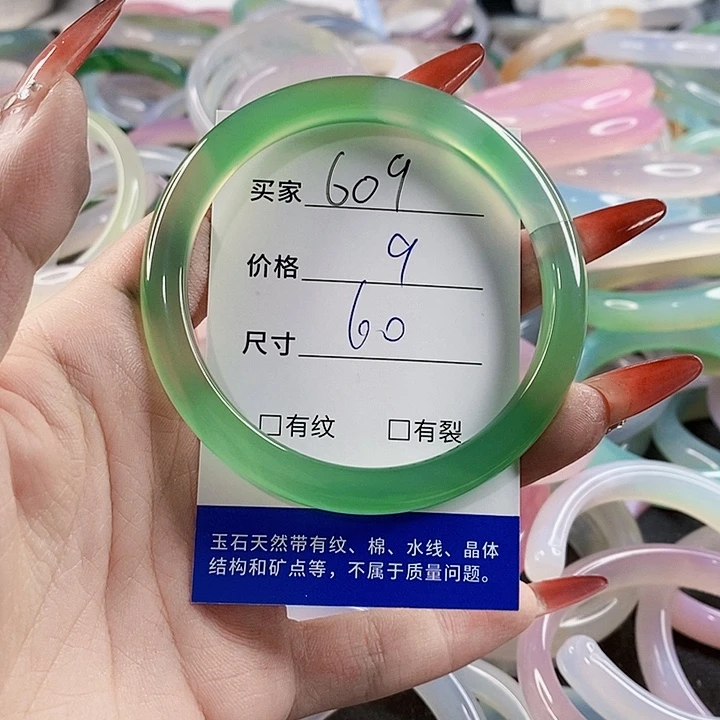 买家 609
价格 9
尺寸 60
□有纹 □有裂
玉石天然带有纹、棉、水线、晶体
结构和矿点等，不属于质量问题。